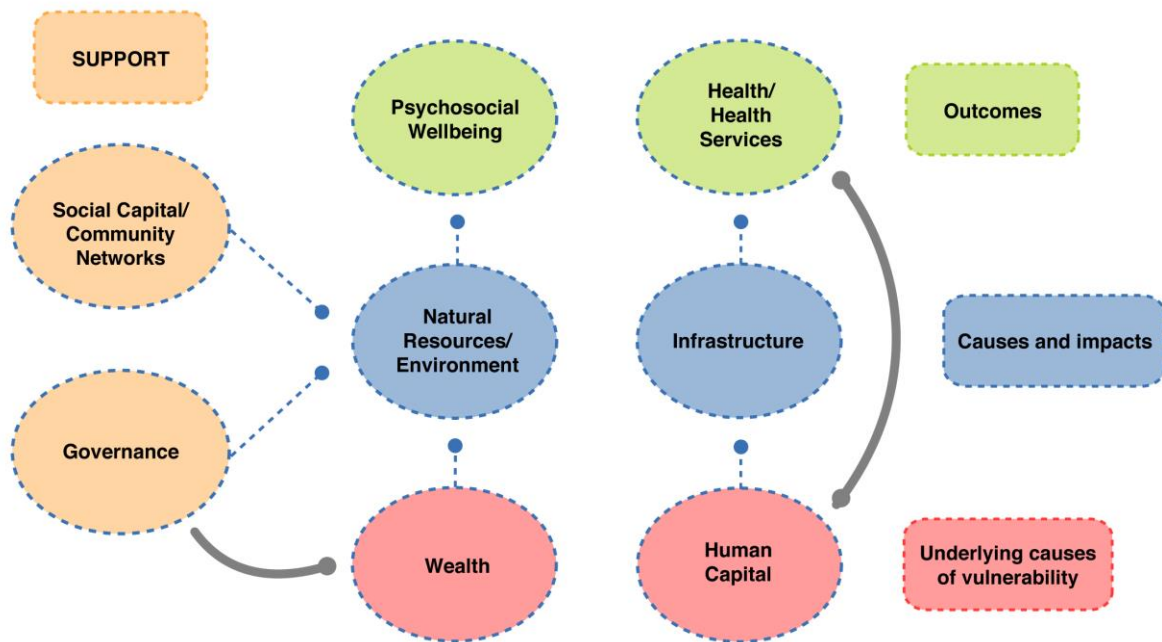 SUPPORT
Psychosocial
Wellbeing
Health/
Health
Services
Outcomes
Social Capital/
Community
Networks
Natural
Resources/
Environment
Infrastructure
Causes and impacts
Governance
Wealth
Human
Capital
Underlying causes
of vulnerability